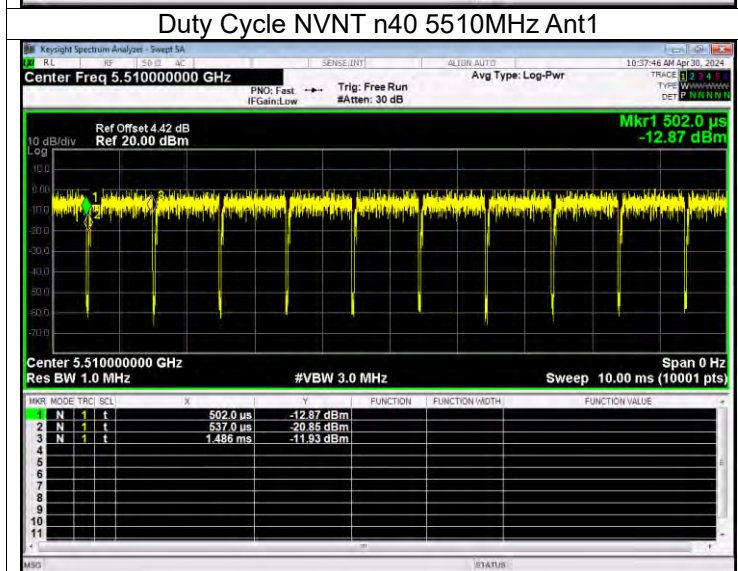 Duty Cycle NVNT n40 5510MHz Ant1
Keysight Spectrum Analyzer - Swept SA
RL RF 50 Ω AC SENSE:INT ALIGN AUTO 10:37:46 AM Apr 30, 2024
Center Freq 5.510000000 GHz Avg Type: Log-Pwr TRACE 1 2 3 4 5 6
PNO: Fast Trig: Free Run TYPE WWWWWW
IFGain:Low #Atten: 30 dB DET P N N N N N
Mkr1 502.0 µs
Ref Offset 4.42 dB
10 dB/div Ref 20.00 dBm -12.87 dBm
Log
10.0
0.00
-10.0
-20.0
-30.0
-40.0
-50.0
-60.0
-70.0
1
2
3
Center 5.510000000 GHz Span 0 Hz
Res BW 1.0 MHz #VBW 3.0 MHz Sweep 10.00 ms (10001 pts)
MKR MODE TRC SCL X Y FUNCTION FUNCTION WIDTH FUNCTION VALUE
1 N 1 t 502.0 µs -12.87 dBm
2 N 1 t 537.0 µs -20.85 dBm
3 N 1 t 1.486 ms -11.93 dBm
4
5
6
7
8
9
10
11
MSG STATUS